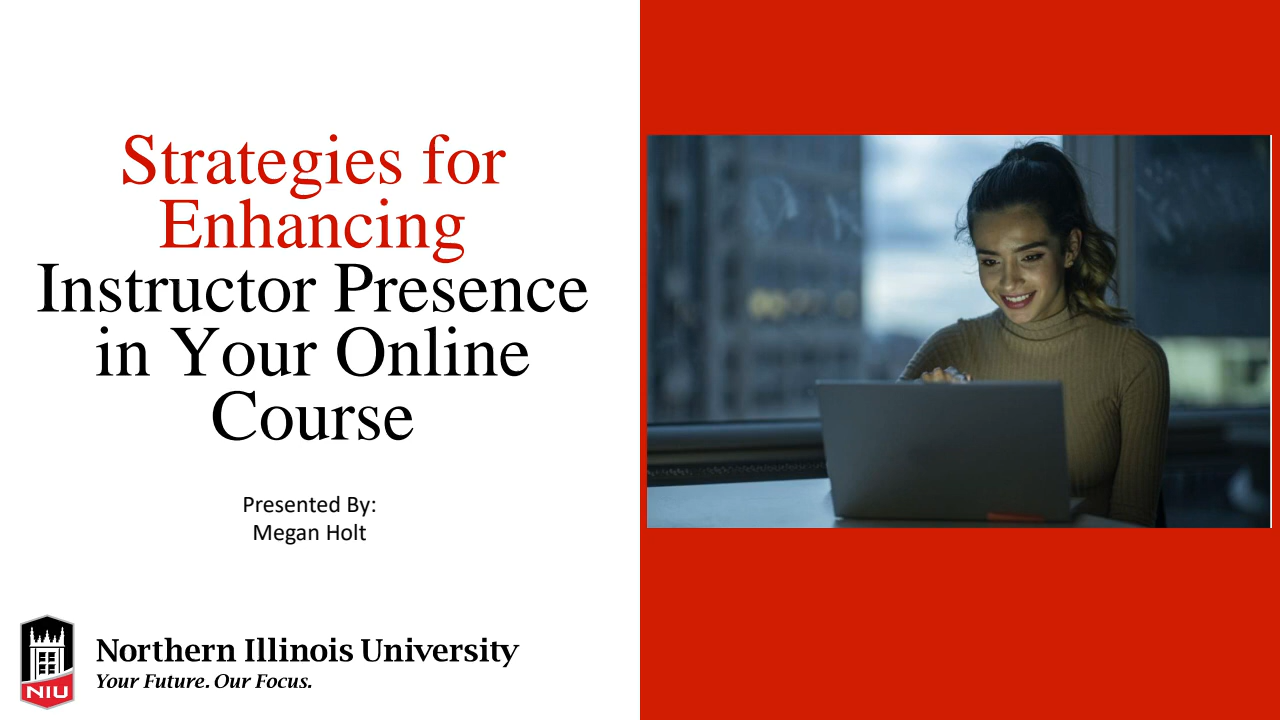 Strategies for
Enhancing
Instructor Presence
in Your Online
Course
Presented By:
Megan Holt
NIU
Northern Illinois University
Your Future. Our Focus.